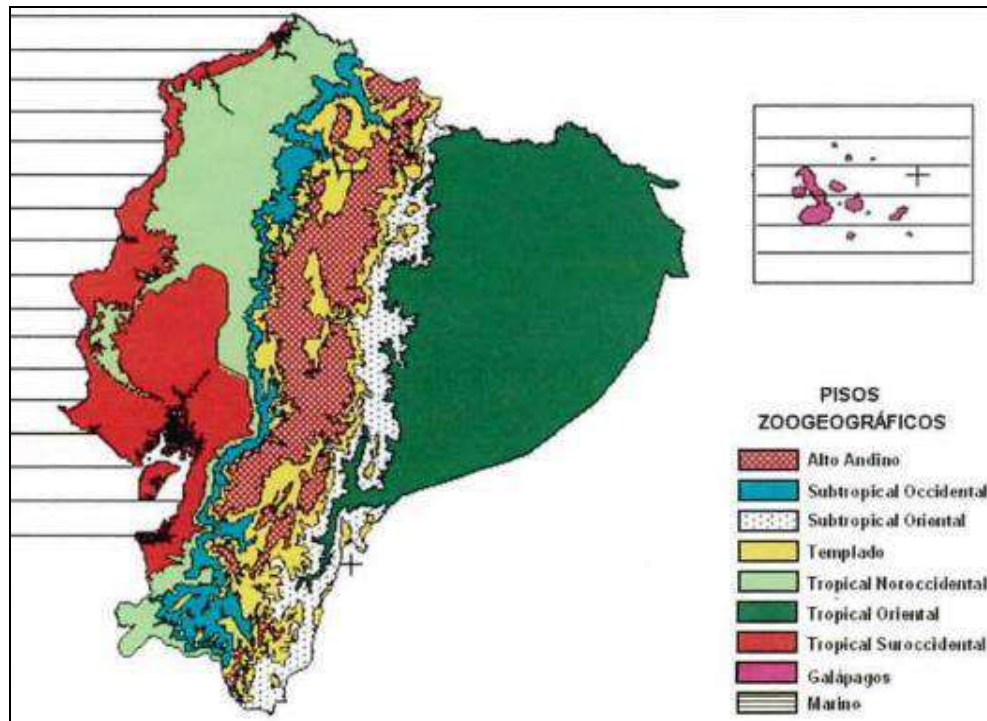 PISOS
ZOOGEOGRÁFICOS
Alto Andino
Subtropical Occidental
Subtropical Oriental
Templado
Tropical Noroccidental
Tropical Oriental
Tropical Suroccidental
Galápagos
Marino